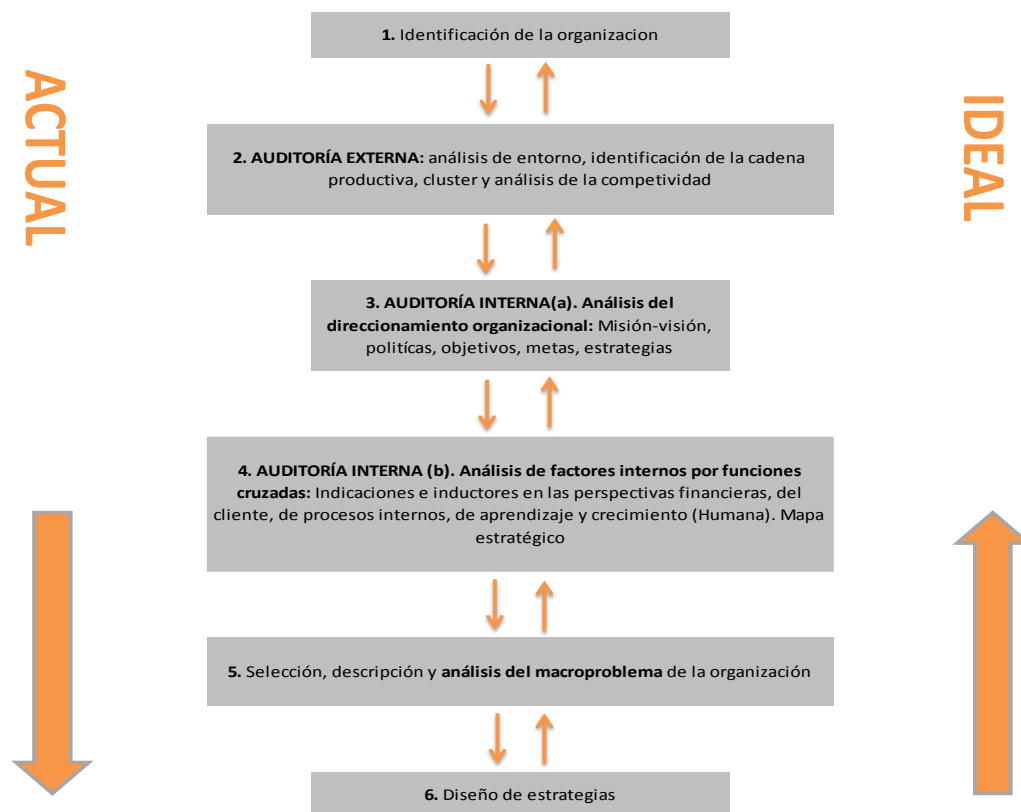 1. Identificación de la organizacion
ACTUAL
IDEAL
2. AUDITORÍA EXTERNA: análisis de entorno, identificación de la cadena
productiva, cluster y análisis de la competividad
3. AUDITORÍA INTERNA(a). Análisis del
direccionamiento organizacional: Misión-visión,
politícas, objetivos, metas, estrategias
4. AUDITORÍA INTERNA (b). Análisis de factores internos por funciones
cruzadas: Indicaciones e inductores en las perspectivas financieras, del
cliente, de procesos internos, de aprendizaje y crecimiento (Humana). Mapa
estratégico
5. Selección, descripción y análisis del macroproblema de la organización
6. Diseño de estrategias